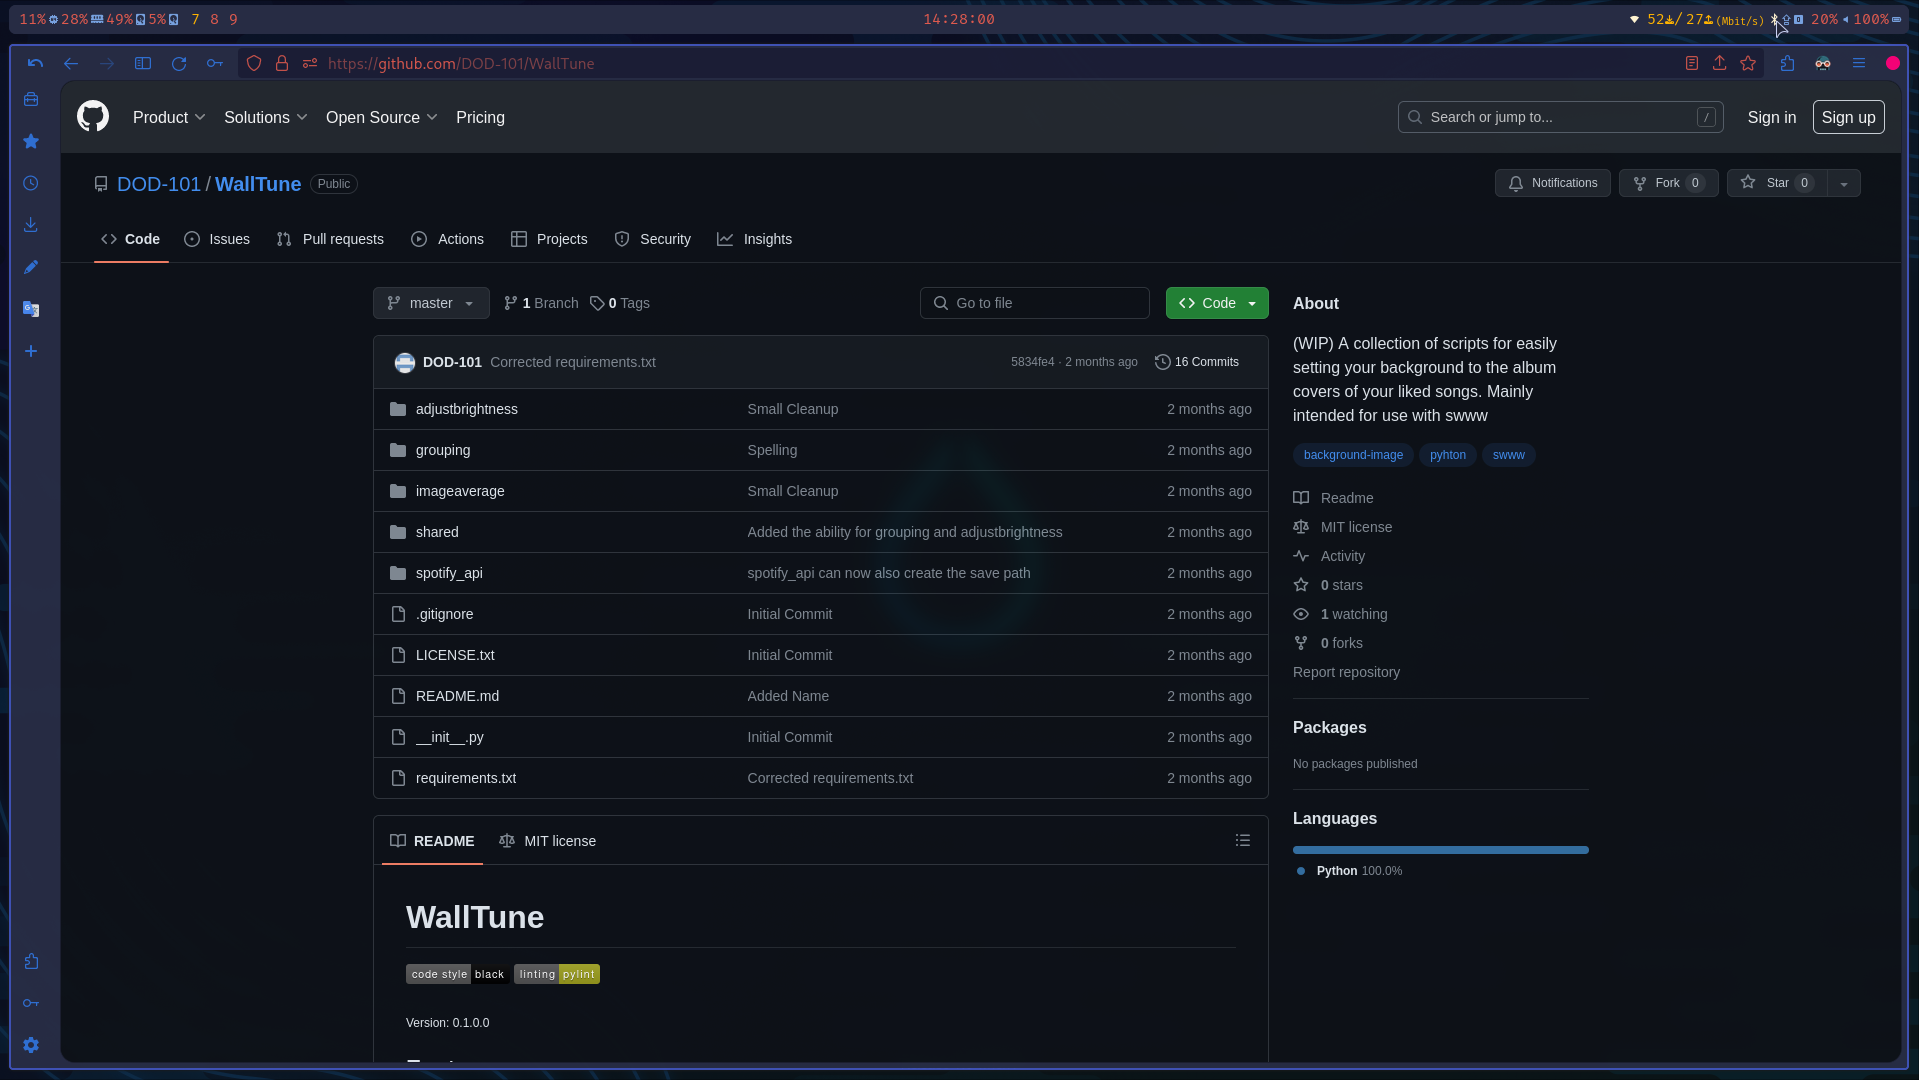 11% 28% 49% 5% 7 8 9
14:28:00
52 / 27 (Mbit/s) 20% 100%
https://github.com/DOD-101/WallTune
Product Solutions Open Source Pricing
Search or jump to... /
Sign in Sign up
DOD-101 / WallTune Public
Notifications Fork 0 Star 0
Code Issues Pull requests Actions Projects Security Insights
master 1 Branch 0 Tags
Go to file Code
DOD-101 Corrected requirements.txt 5834fe4 · 2 months ago 16 Commits
adjustbrightness Small Cleanup 2 months ago
grouping Spelling 2 months ago
imageaverage Small Cleanup 2 months ago
shared Added the ability for grouping and adjustbrightness 2 months ago
spotify_api spotify_api can now also create the save path 2 months ago
.gitignore Initial Commit 2 months ago
LICENSE.txt Initial Commit 2 months ago
README.md Added Name 2 months ago
__init__.py Initial Commit 2 months ago
requirements.txt Corrected requirements.txt 2 months ago
README MIT license
WallTune
code style black linting pylint
Version: 0.1.0.0
About
(WIP) A collection of scripts for easily
setting your background to the album
covers of your liked songs. Mainly
intended for use with swww
background-image pyhton swww
Readme
MIT license
Activity
0 stars
1 watching
0 forks
Report repository
Packages
No packages published
Languages
Python 100.0%